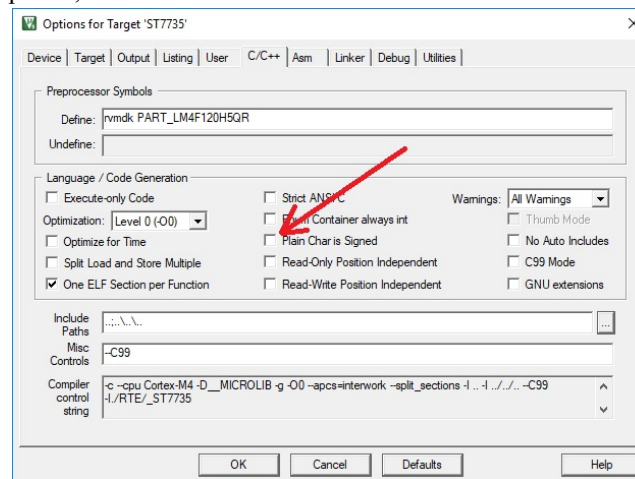 Options for Target 'ST7735'
Device Target Output Listing User C/C++ Asm Linker Debug Utilities
Preprocessor Symbols
Define: rvmdk PART_LM4F120H5QR
Undefine:
Language / Code Generation
Execute-only Code Strict ANSI C Warnings: All Warnings
Optimization: Level 0 (-O0) Enum Container always int Thumb Mode
Optimize for Time Plain Char is Signed No Auto Includes
Split Load and Store Multiple Read-Only Position Independent C99 Mode
One ELF Section per Function Read-Write Position Independent GNU extensions
Include Paths ..;..\..\.. ...
Misc Controls --C99
Compiler control string -c --cpu Cortex-M4 -D__MICROLIB -g -O0 --apcs=interwork --split_sections -I .. -I ../../.. --C99
-I./RTE/_ST7735
OK Cancel Defaults Help